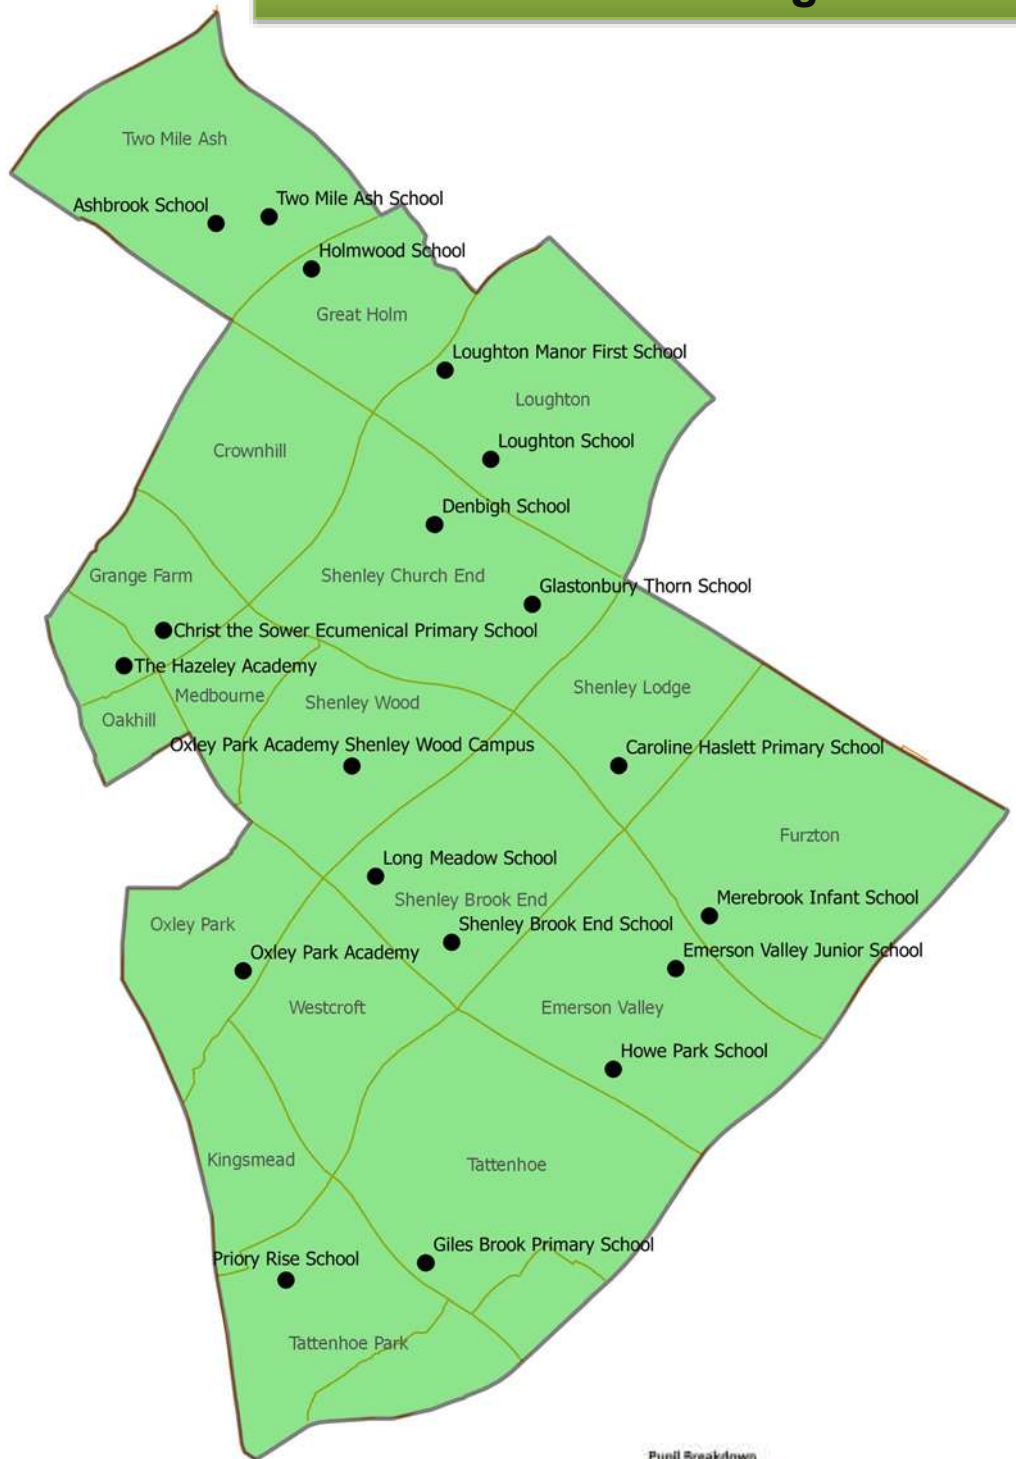 Two Mile Ash
Two Mile Ash School
Ashbrook School
Holmwood School
Great Holm
Loughton Manor First School
Loughton
Loughton School
Crownhill
Denbigh School
Grange Farm
Shenley Church End
Glastonbury Thorn School
Christ the Sower Ecumenical Primary School
The Hazeley Academy
Shenley Lodge
Medbourne
Shenley Wood
Oakhill
Oxley Park Academy Shenley Wood Campus
Caroline Haslett Primary School
Furzton
Long Meadow School
Shenley Brook End
Merebrook Infant School
Oxley Park
Shenley Brook End School
Oxley Park Academy
Emerson Valley Junior School
Westcroft
Emerson Valley
Howe Park School
Kingsmead
Tattenhoe
Giles Brook Primary School
Priory Rise School
Tattenhoe Park
Pupil Breakdown